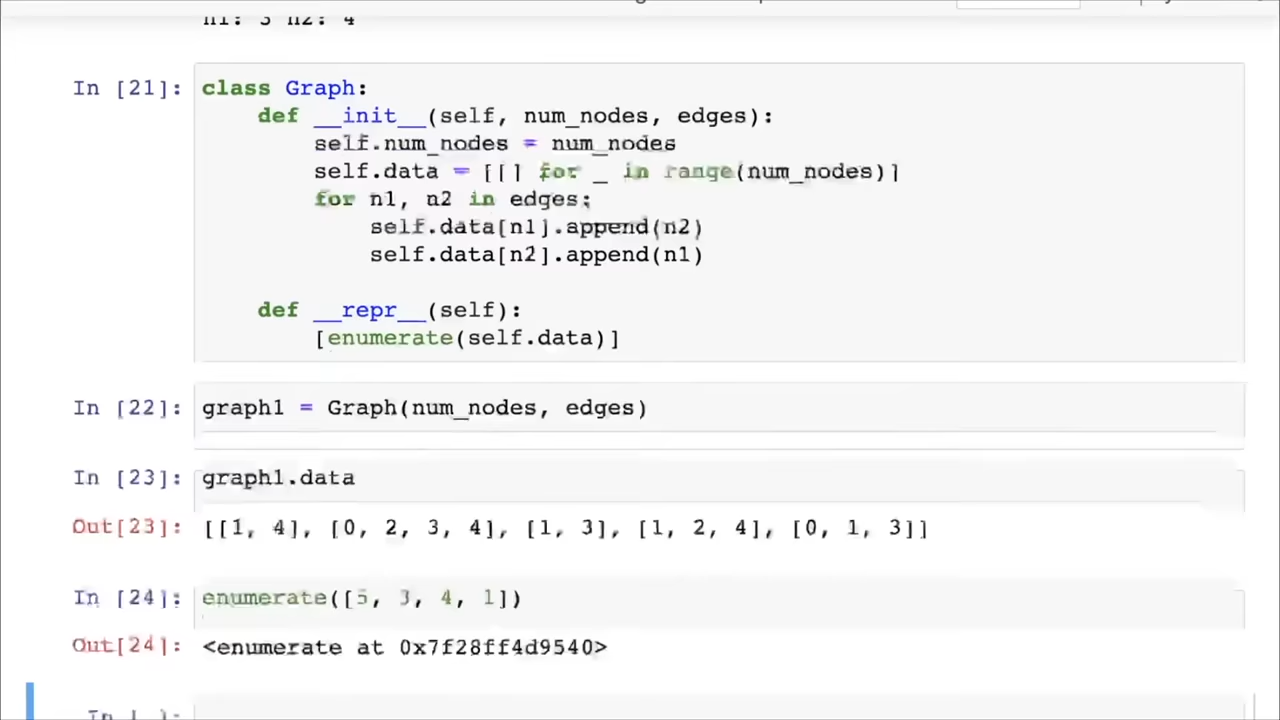 n1: 3 n2: 4
In [21]: class Graph:
    def __init__(self, num_nodes, edges):
        self.num_nodes = num_nodes
        self.data = [[] for _ in range(num_nodes)]
        for n1, n2 in edges:
            self.data[n1].append(n2)
            self.data[n2].append(n1)
    def __repr__(self):
        [enumerate(self.data)]
In [22]: graph1 = Graph(num_nodes, edges)
In [23]: graph1.data
Out[23]: [[1, 4], [0, 2, 3, 4], [1, 3], [1, 2, 4], [0, 1, 3]]
In [24]: enumerate([5, 3, 4, 1])
Out[24]: <enumerate at 0x7f28ff4d9540>
In [ ]: